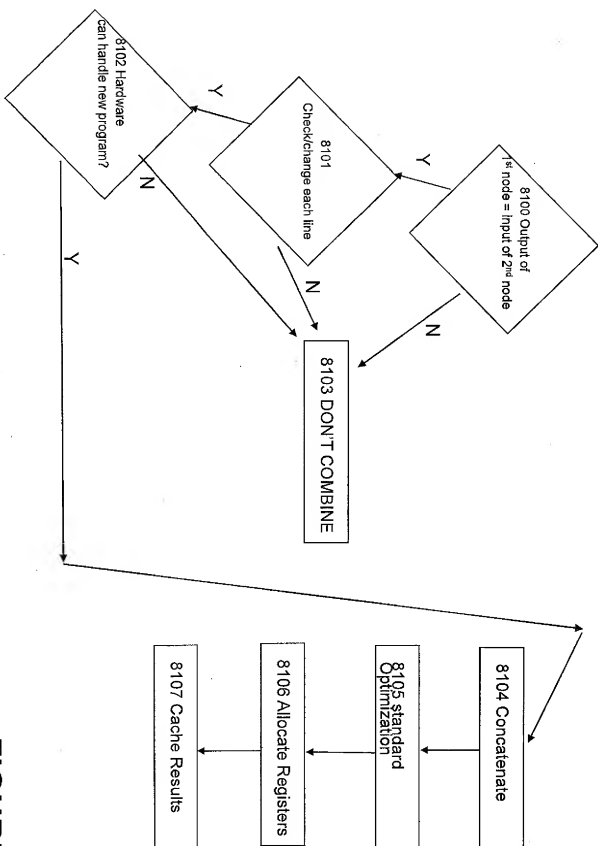 8100 Output of
1st node = Input of 2nd node
Y
N
8101
Check/change each line
Y
N
8102 Hardware
can handle new program?
N
Y
8103 DON'T COMBINE
8104 Concatenate
8105 standard
Optimization
8106 Allocate Registers
8107 Cache Results